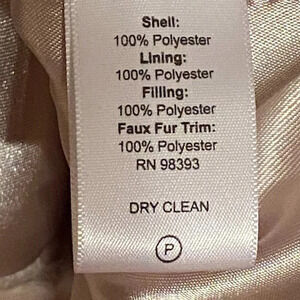 Shell:
100% Polyester
Lining:
100% Polyester
Filling:
100% Polyester
Faux Fur Trim:
100% Polyester
RN 98393
DRY CLEAN
P